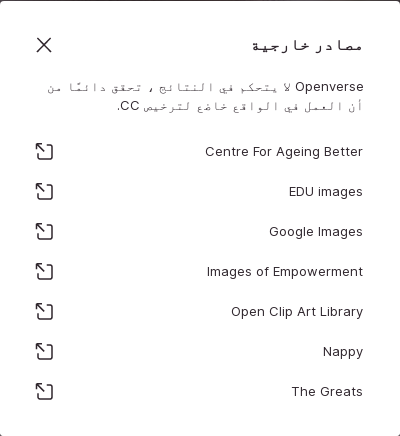 مصادر خارجية
Openverse لا يتحكم في النتائج ، تحقق دائمًا من
أن العمل في الواقع خاضع لترخيص CC.
Centre For Ageing Better
EDU images
Google Images
Images of Empowerment
Open Clip Art Library
Nappy
The Greats